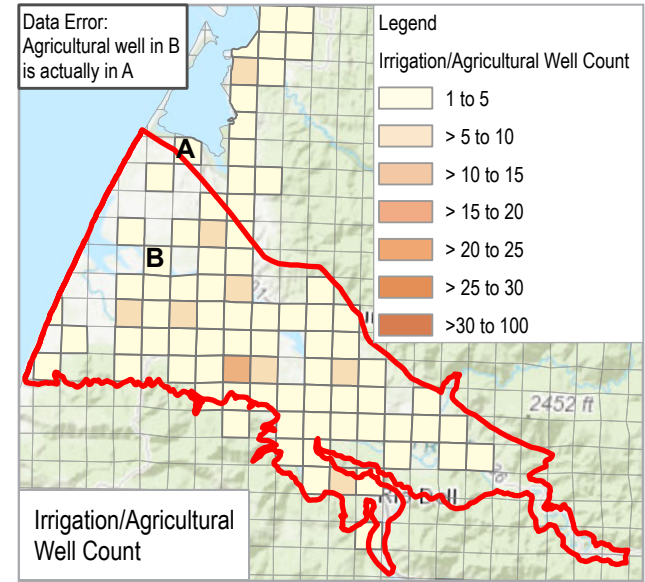 Data Error:
Agricultural well in B
is actually in A
Legend
Irrigation/Agricultural Well Count
1 to 5
> 5 to 10
> 10 to 15
> 15 to 20
> 20 to 25
> 25 to 30
>30 to 100
A
B
2452 ft
Irrigation/Agricultural
Well Count